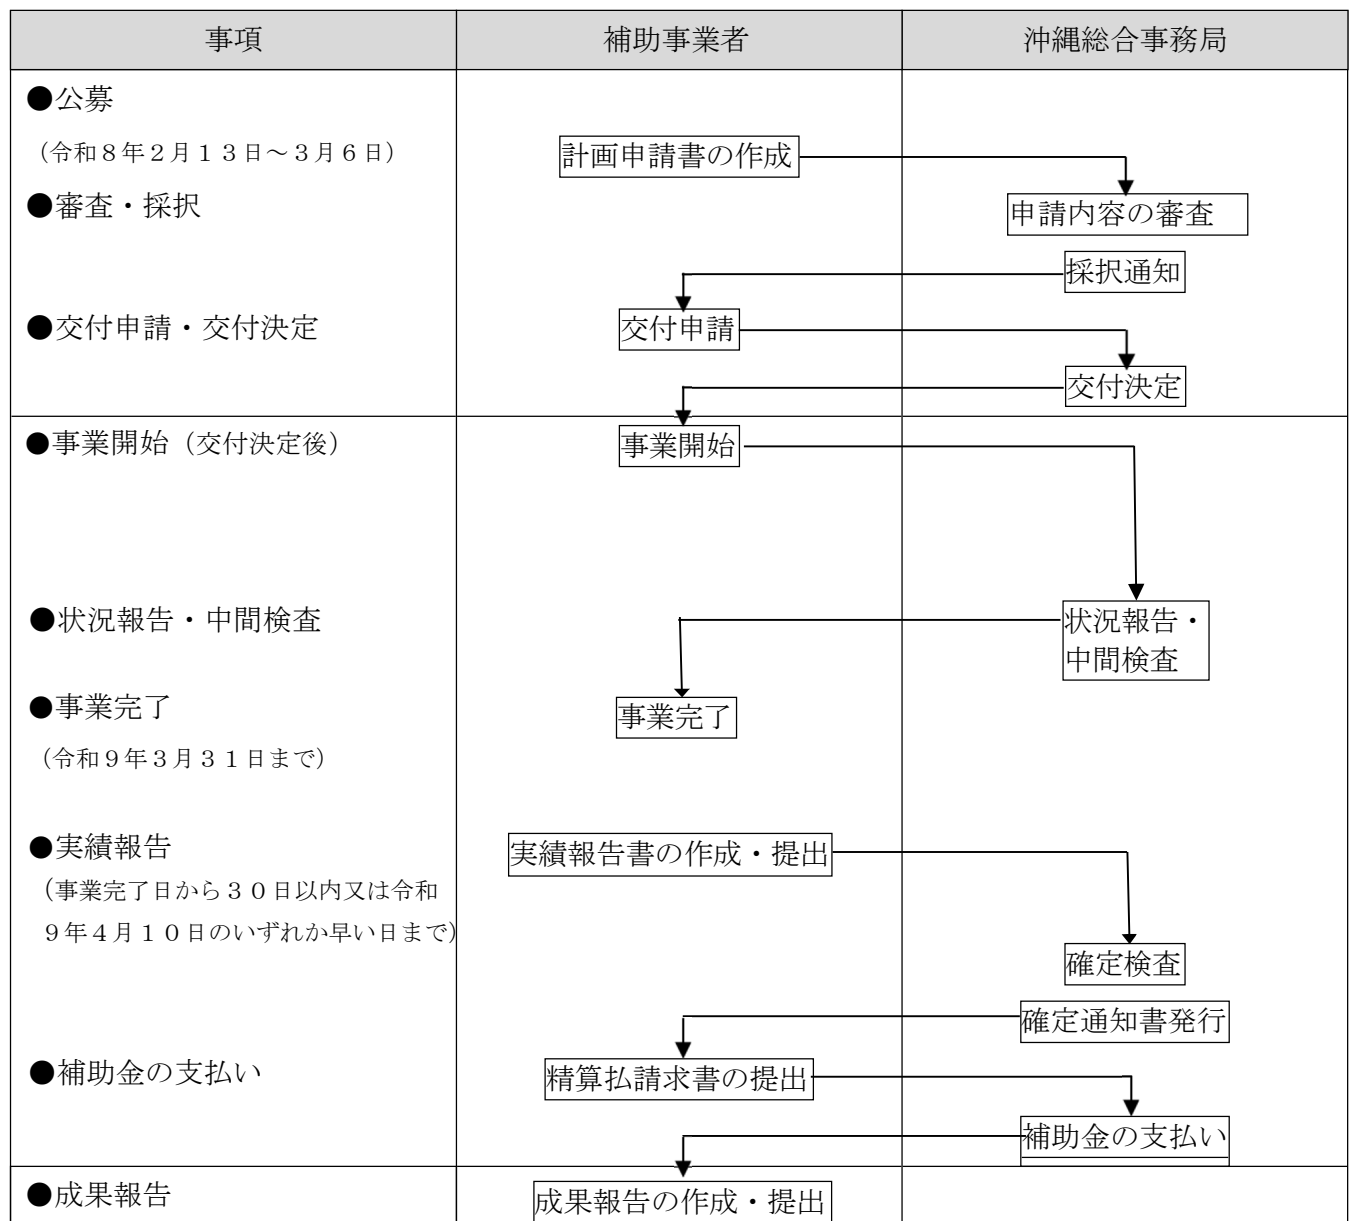 事項 補助事業者 沖縄総合事務局
●公募
（令和８年２月１３日～３月６日） 計画申請書の作成
●審査・採択 申請内容の審査
採択通知
●交付申請・交付決定 交付申請
交付決定
●事業開始（交付決定後） 事業開始
●状況報告・中間検査 状況報告・
中間検査
●事業完了 事業完了
（令和９年３月３１日まで）
●実績報告 実績報告書の作成・提出
（事業完了日から３０日以内又は令和
９年４月１０日のいずれか早い日まで）
確定検査
確定通知書発行
●補助金の支払い 精算払請求書の提出
補助金の支払い
●成果報告 成果報告の作成・提出